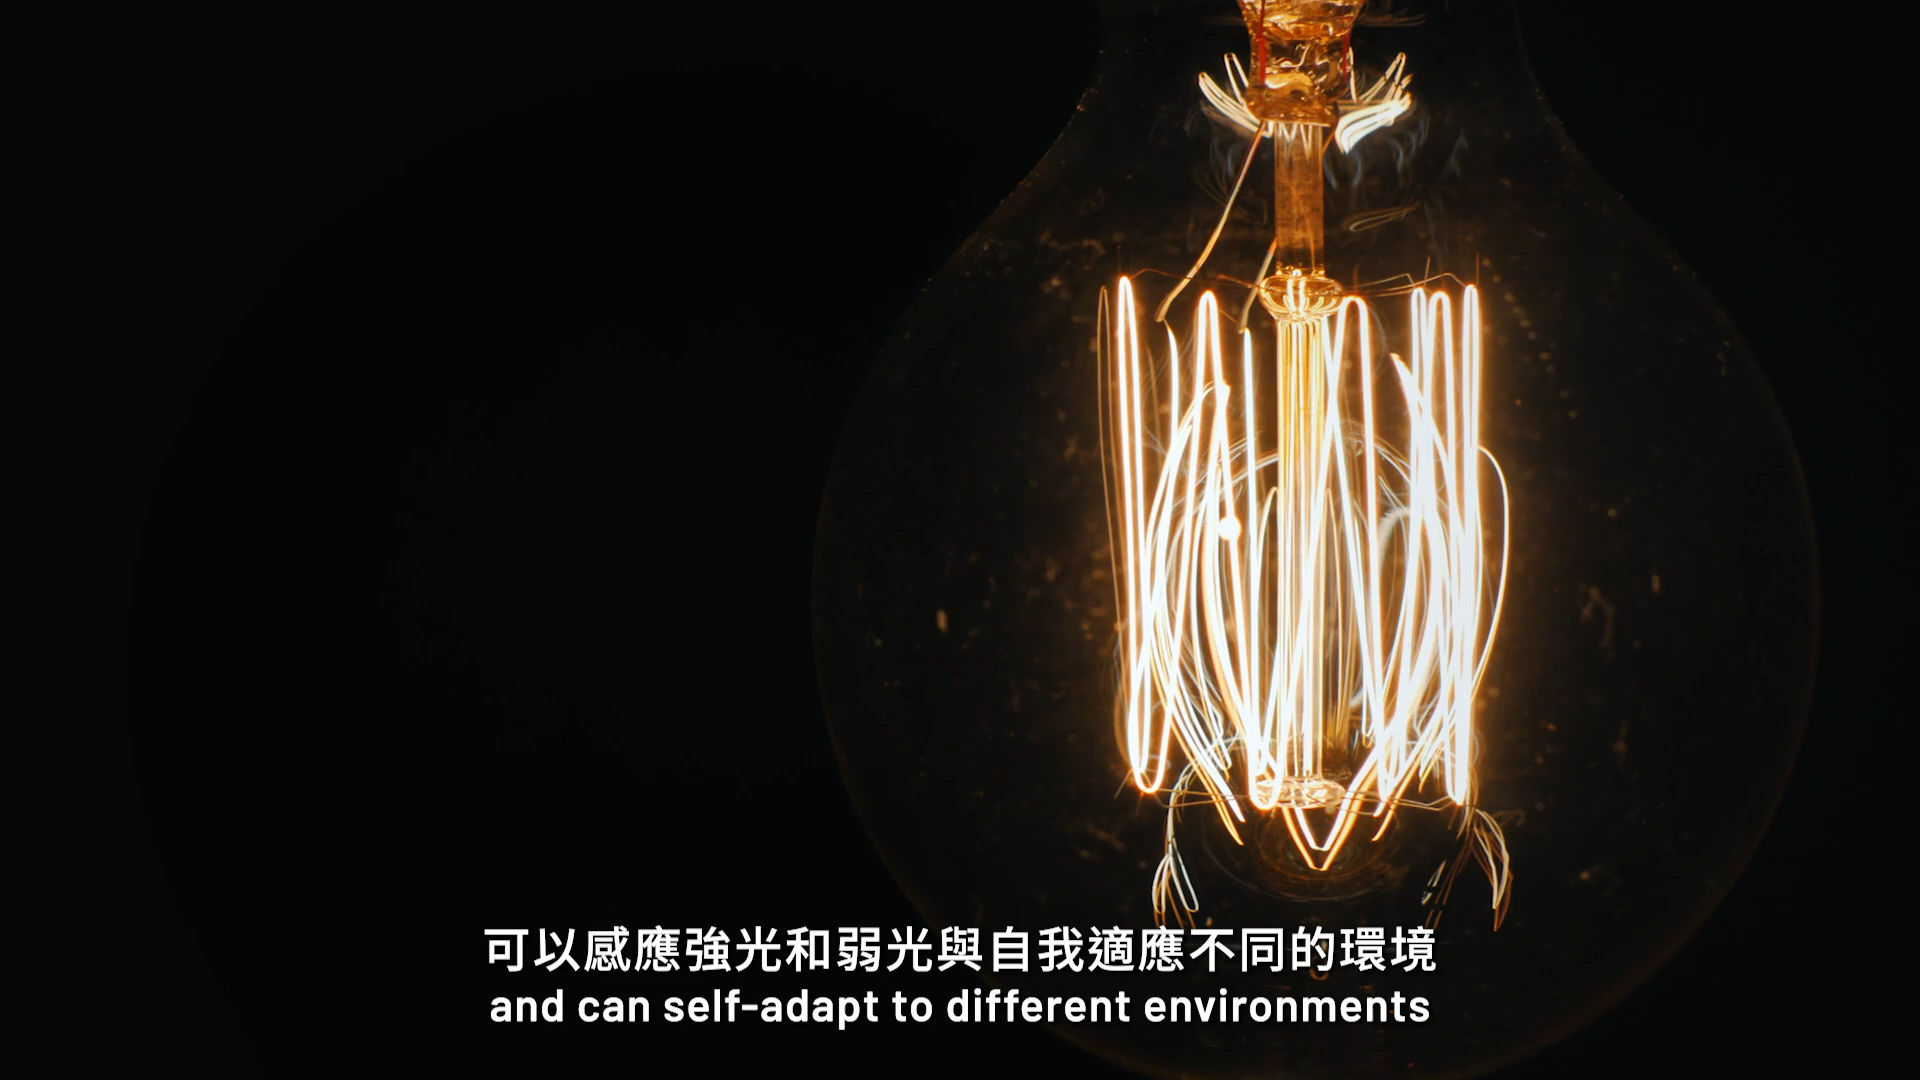 可以感應強光和弱光與自我適應不同的環境
and can self-adapt to different environments